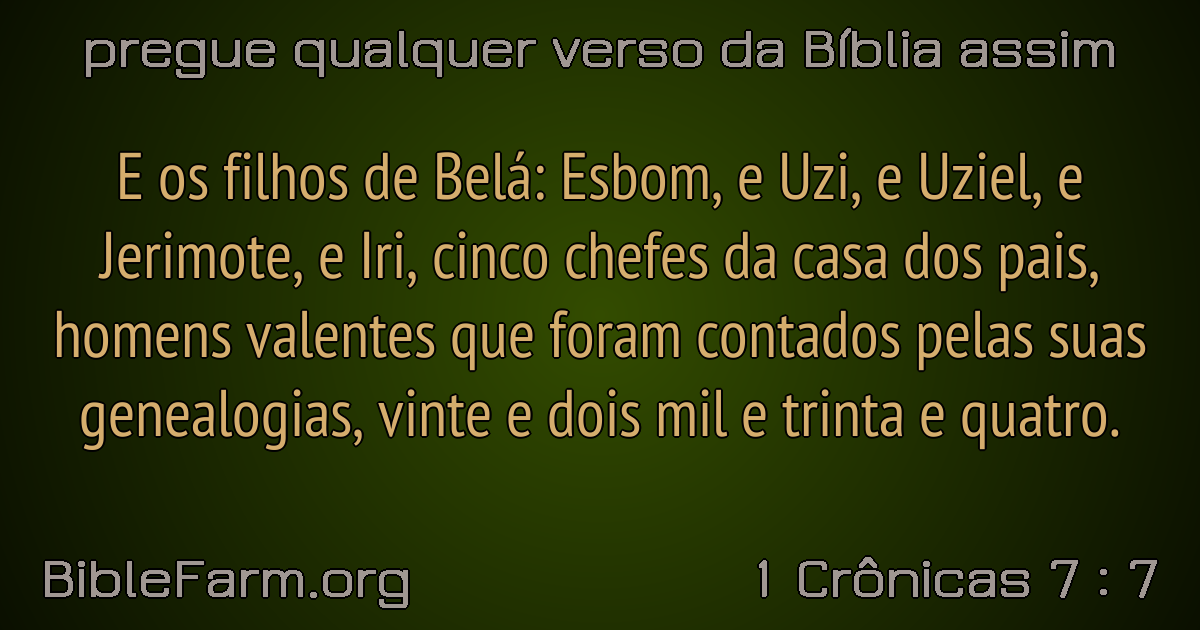 pregue qualquer verso da Bíblia assim
E os filhos de Belá: Esbom, e Uzi, e Uziel, e
Jerimote, e Iri, cinco chefes da casa dos pais,
homens valentes que foram contados pelas suas
genealogias, vinte e dois mil e trinta e quatro.
BibleFarm.org
1 Crônicas 7 : 7